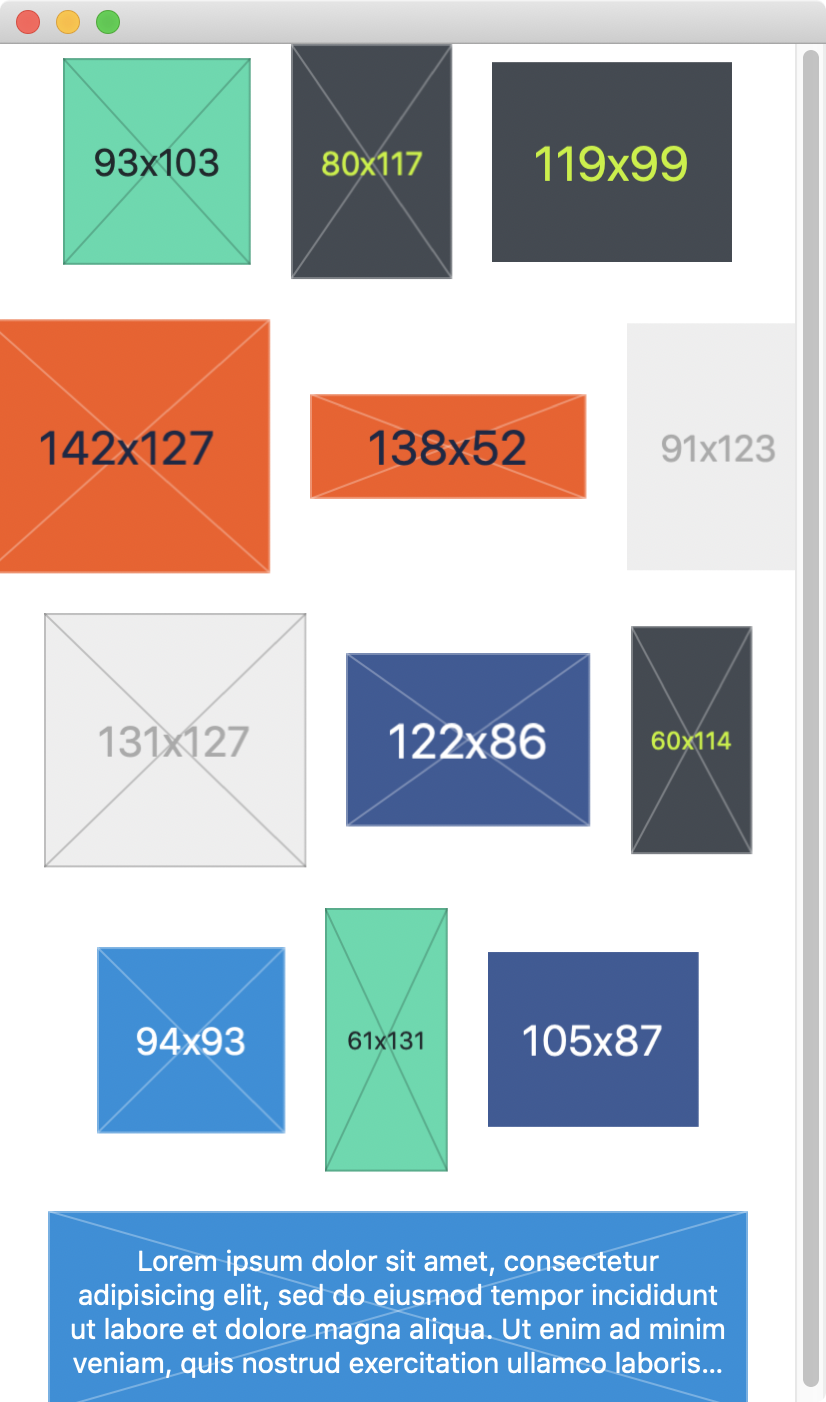 93x103
80x117
119x99
142x127
138x52
91x123
131x127
122x86
60x114
94x93
61x131
105x87
Lorem ipsum dolor sit amet, consectetur
adipisicing elit, sed do eiusmod tempor incididunt
ut labore et dolore magna aliqua. Ut enim ad minim
veniam, quis nostrud exercitation ullamco laboris...